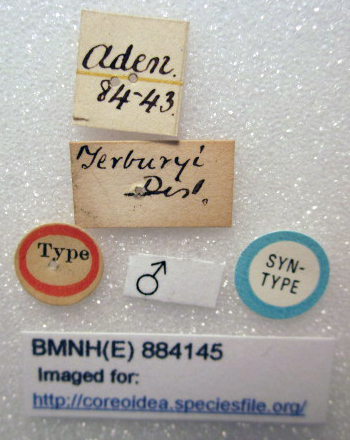 Aden.
84-43.
Yerburyi
Dist.
Type
♂
SYN-
TYPE
BMNH(E) 884145
Imaged for:
http://coreoidea.speciesfile.org/